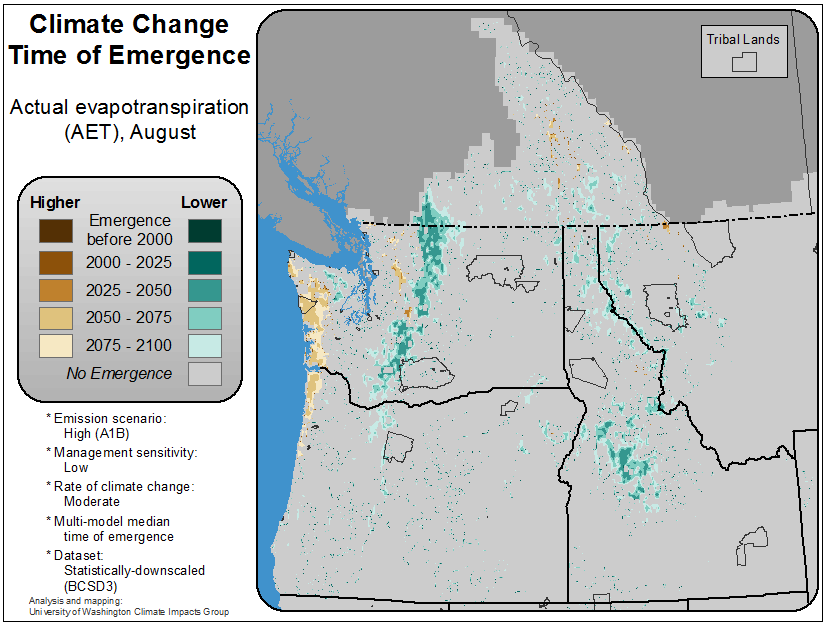 Climate Change
Time of Emergence
Actual evapotranspiration
(AET), August
Higher
Lower
Emergence
before 2000
2000 - 2025
2025 - 2050
2050 - 2075
2075 - 2100
No Emergence
* Emission scenario:
High (A1B)
* Management sensitivity:
Low
* Rate of climate change:
Moderate
* Multi-model median
time of emergence
* Dataset:
Statistically-downscaled
(BCSD3)
Analysis and mapping:
University of Washington Climate Impacts Group
Tribal Lands